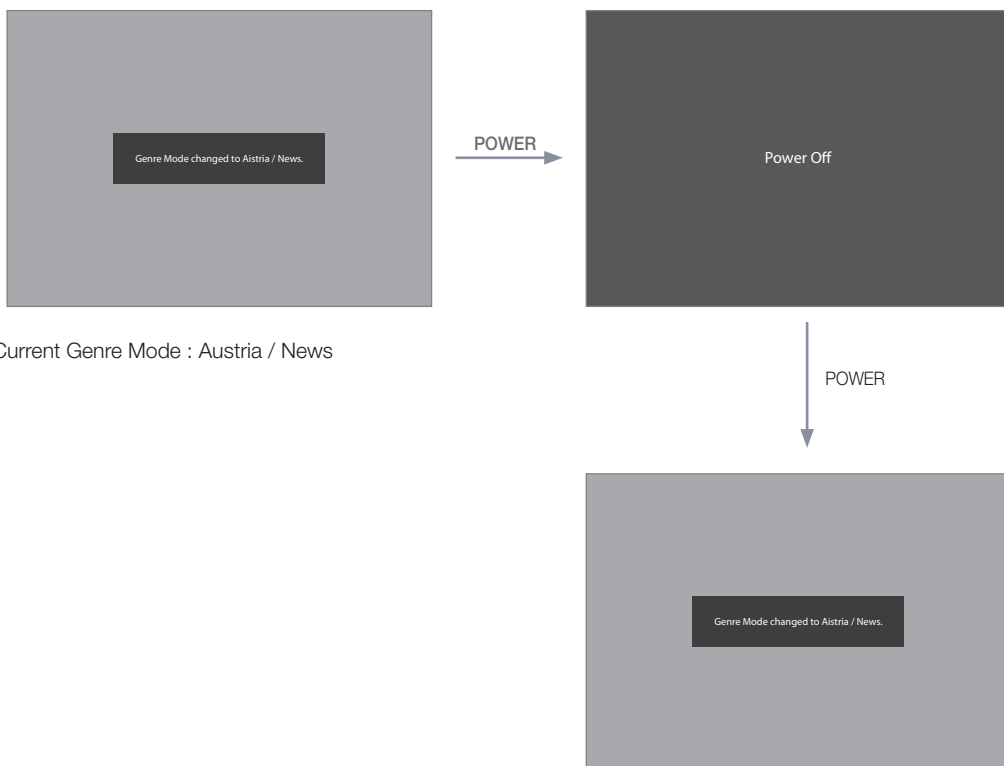 Genre Mode changed to Aistria / News.
POWER
Power Off
Current Genre Mode : Austria / News
POWER
Genre Mode changed to Aistria / News.